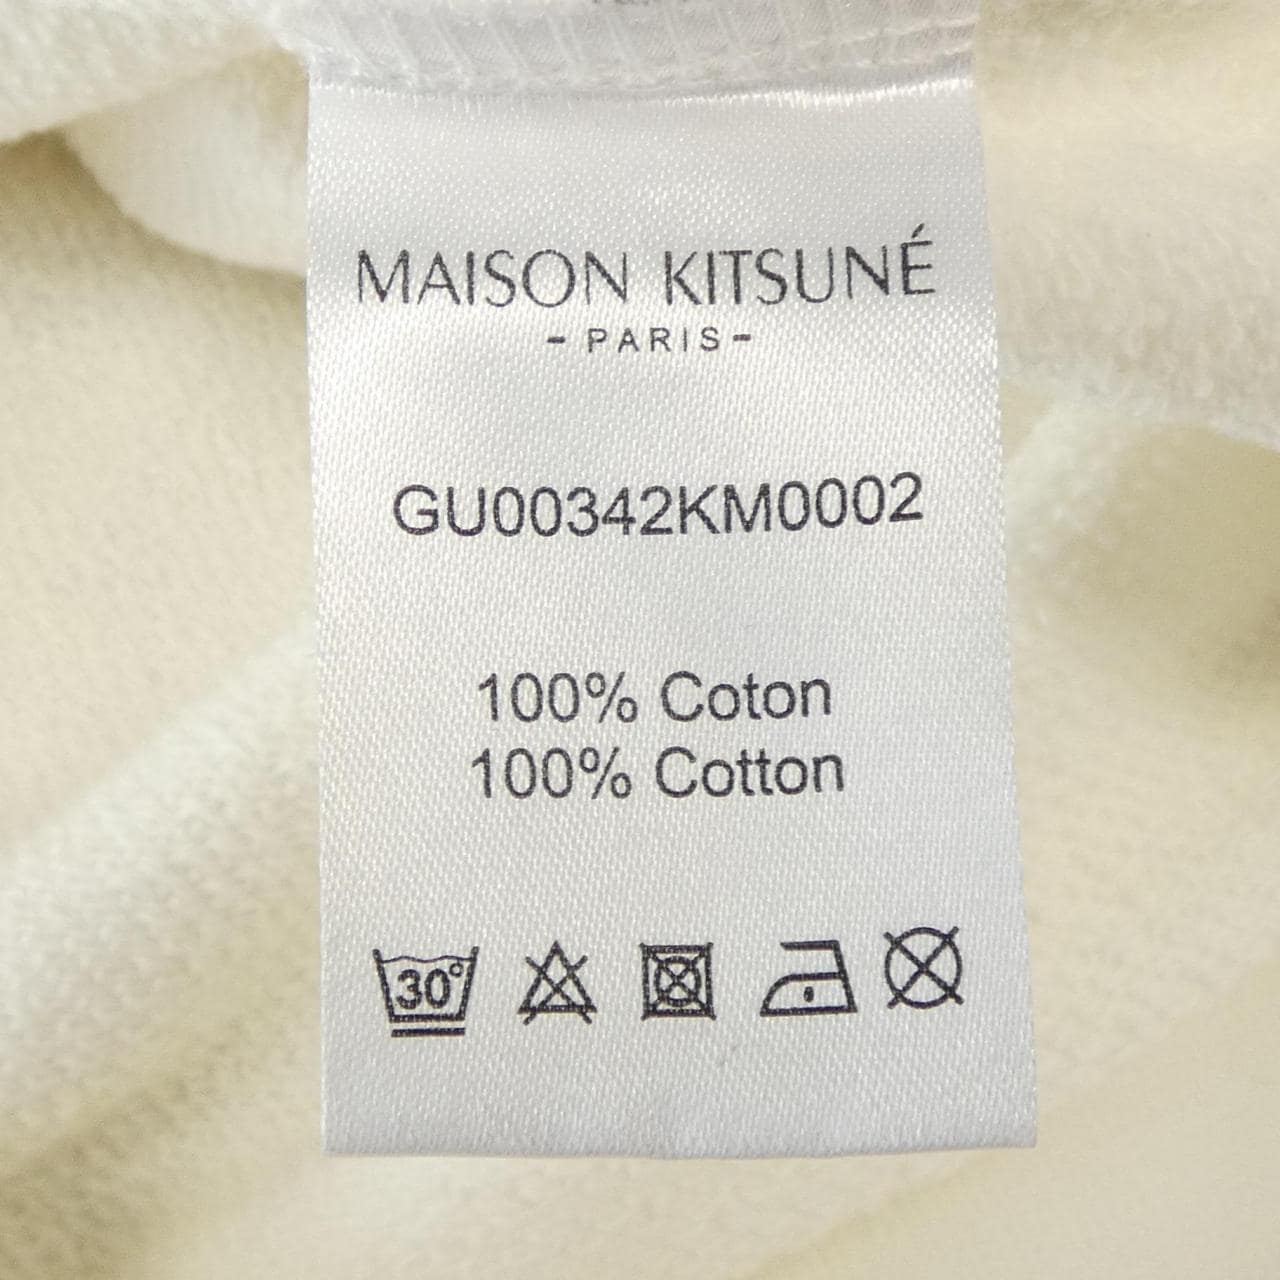 MAISON KITSUNÉ
- PARIS -
GU00342KM0002
100% Coton
100% Cotton
30°